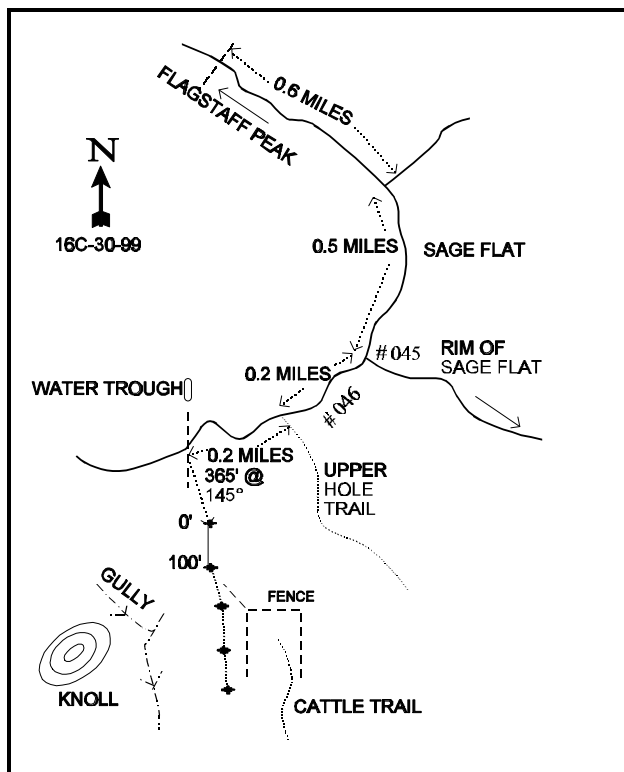 0.6 MILES
FLAGSTAFF PEAK
N
16C-30-99
0.5 MILES
SAGE FLAT
# 045
RIM OF
SAGE FLAT
0.2 MILES
# 046
WATER TROUGH
0.2 MILES
365' @
145°
UPPER
HOLE
TRAIL
0'
100'
GULLY
FENCE
KNOLL
CATTLE TRAIL